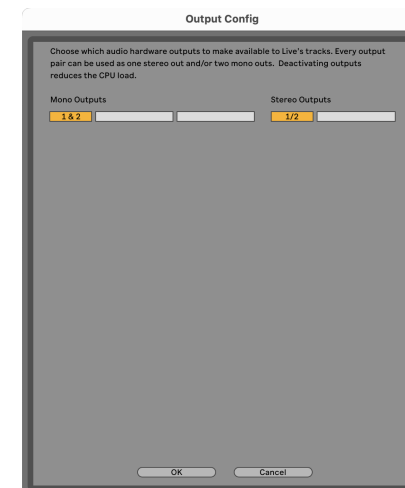 Output Config
Choose which audio hardware outputs to make available to Live's tracks. Every output
pair can be used as one stereo out and/or two mono outs.  Deactivating outputs
reduces the CPU load.
Mono Outputs
Stereo Outputs
1 & 2
1/2
OK
Cancel